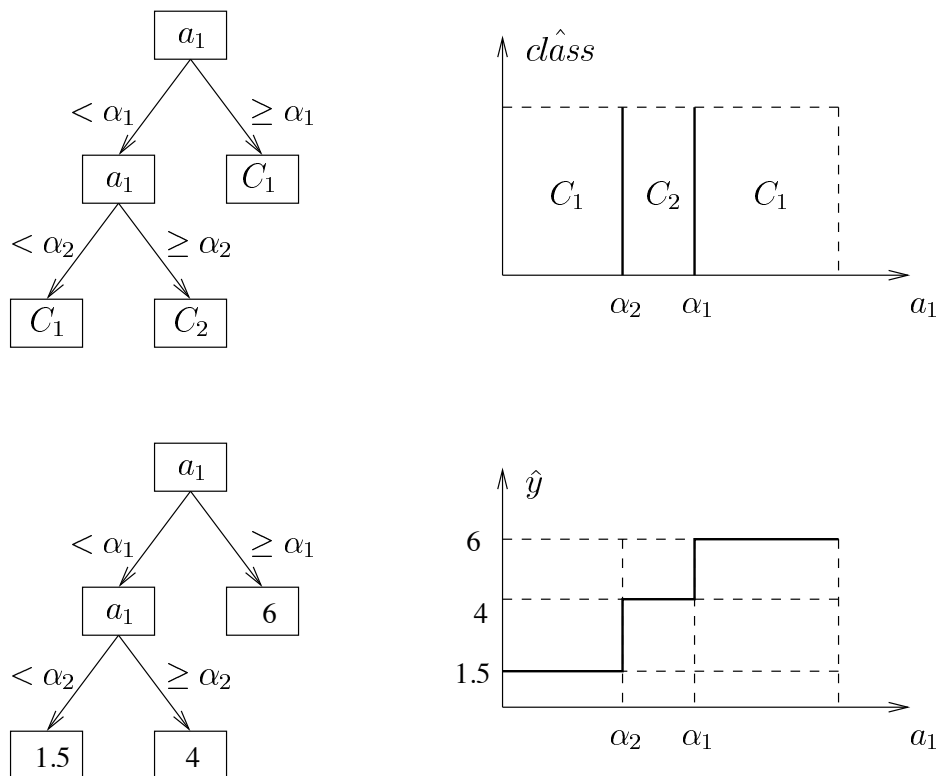 a₁
< α₁ ≥ α₁
a₁ C₁
< α₂ ≥ α₂
C₁ C₂
clâss
C₁ C₂ C₁
α₂ α₁ a₁
a₁
< α₁ ≥ α₁
a₁ 6
< α₂ ≥ α₂
1.5 4
ŷ
6
4
1.5
α₂ α₁ a₁